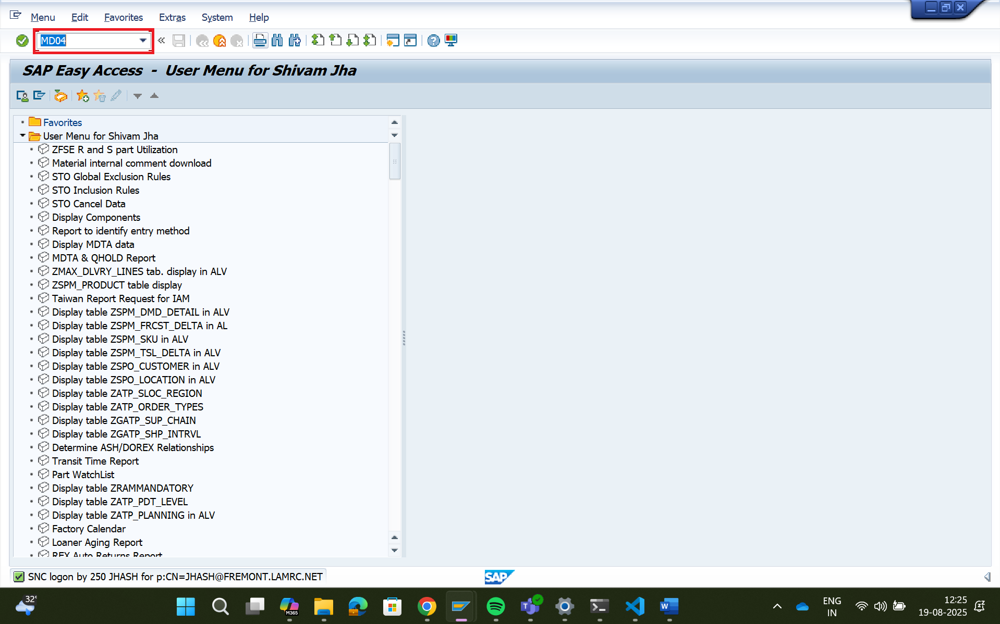 Menu Edit Favorites Extras System Help
MD04
SAP Easy Access - User Menu for Shivam Jha
Favorites
User Menu for Shivam Jha
ZFSE R and S part Utilization
Material internal comment download
STO Global Exclusion Rules
STO Inclusion Rules
STO Cancel Data
Display Components
Report to identify entry method
Display MDTA data
MDTA & QHOLD Report
ZMAX_DLVRY_LINES tab. display in ALV
ZSPM_PRODUCT table display
Taiwan Report Request for IAM
Display table ZSPM_DMD_DETAIL in ALV
Display table ZSPM_FRCST_DELTA in AL
Display table ZSPM_SKU in ALV
Display table ZSPM_TSL_DELTA in ALV
Display table ZSPO_CUSTOMER in ALV
Display table ZSPO_LOCATION in ALV
Display table ZATP_SLOC_REGION
Display table ZATP_ORDER_TYPES
Display table ZGATP_SUP_CHAIN
Display table ZGATP_SHP_INTRVL
Determine ASH/DOREX Relationships
Transit Time Report
Part WatchList
Display table ZRAMMANDATORY
Display table ZATP_PDT_LEVEL
Display table ZATP_PLANNING in ALV
Factory Calendar
Loaner Aging Report
REX Auto Returns Report
SNC logon by 250 JHASH for p:CN=JHASH@FREMONT.LAMRC.NET
SAP
32°
M365
ENG
IN
12:25
19-08-2025